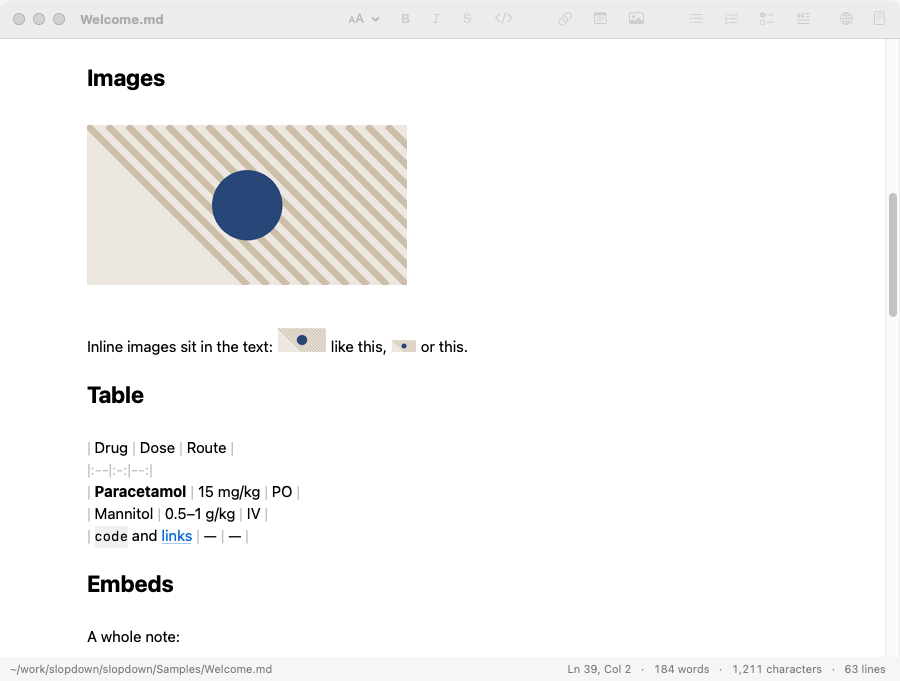 Welcome.md
AA B I S </>
Images
Inline images sit in the text: like this, or this.
Table
| Drug | Dose | Route |
|:--|:-:|--:|
| Paracetamol | 15 mg/kg | PO |
| Mannitol | 0.5–1 g/kg | IV |
| code and links | — | — |
Embeds
A whole note:
~/work/slopdown/slopdown/Samples/Welcome.md Ln 39, Col 2 · 184 words · 1,211 characters · 63 lines